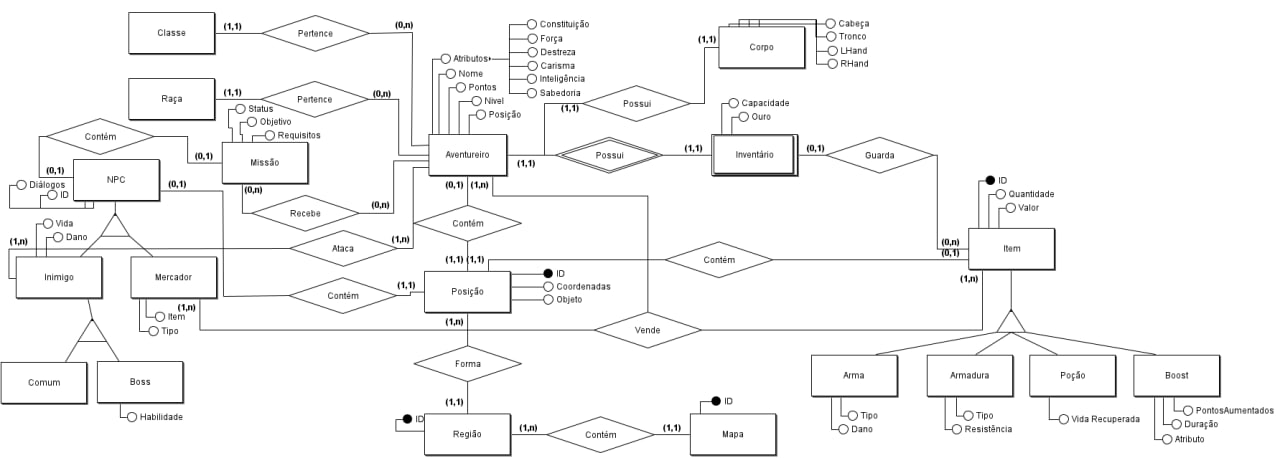 Classe
(1,1)
Pertence
(0,n)
Constituição
Força
Destreza
Carisma
Inteligência
Sabedoria
Atributos
Nome
Pontos
Nivel
Posição
(1,1)
Corpo
Cabeça
Tronco
LHand
RHand
Raça
(1,1)
Pertence
(0,n)
Possui
(1,1)
Capacidade
Ouro
Status
Objetivo
Requisitos
Contém
(0,1)
Missão
(0,n)
Aventureiro
(1,1)
Possui
(1,1)
Inventário
(0,1)
Guarda
(0,1)
NPC
(0,1)
Diálogos
ID
Recebe
(0,n)
(0,1)
(1,n)
ID
Quantidade
Valor
Vida
Dano
(1,n)
Ataca
(1,n)
Contém
(0,n)
(0,1)
Item
(1,n)
Inimigo
Mercador
(1,n)
Item
Tipo
Contém
(1,1)
(1,1)
(1,1)
Contém
Posição
ID
Coordenadas
Objeto
(1,n)
Vende
Forma
Comum
Boss
Habilidade
Arma
Armadura
Poção
Boost
Tipo
Dano
Tipo
Resistência
Vida Recuperada
PontosAumentados
Duração
Atributo
(1,1)
ID
Região
(1,n)
Contém
(1,1)
ID
Mapa